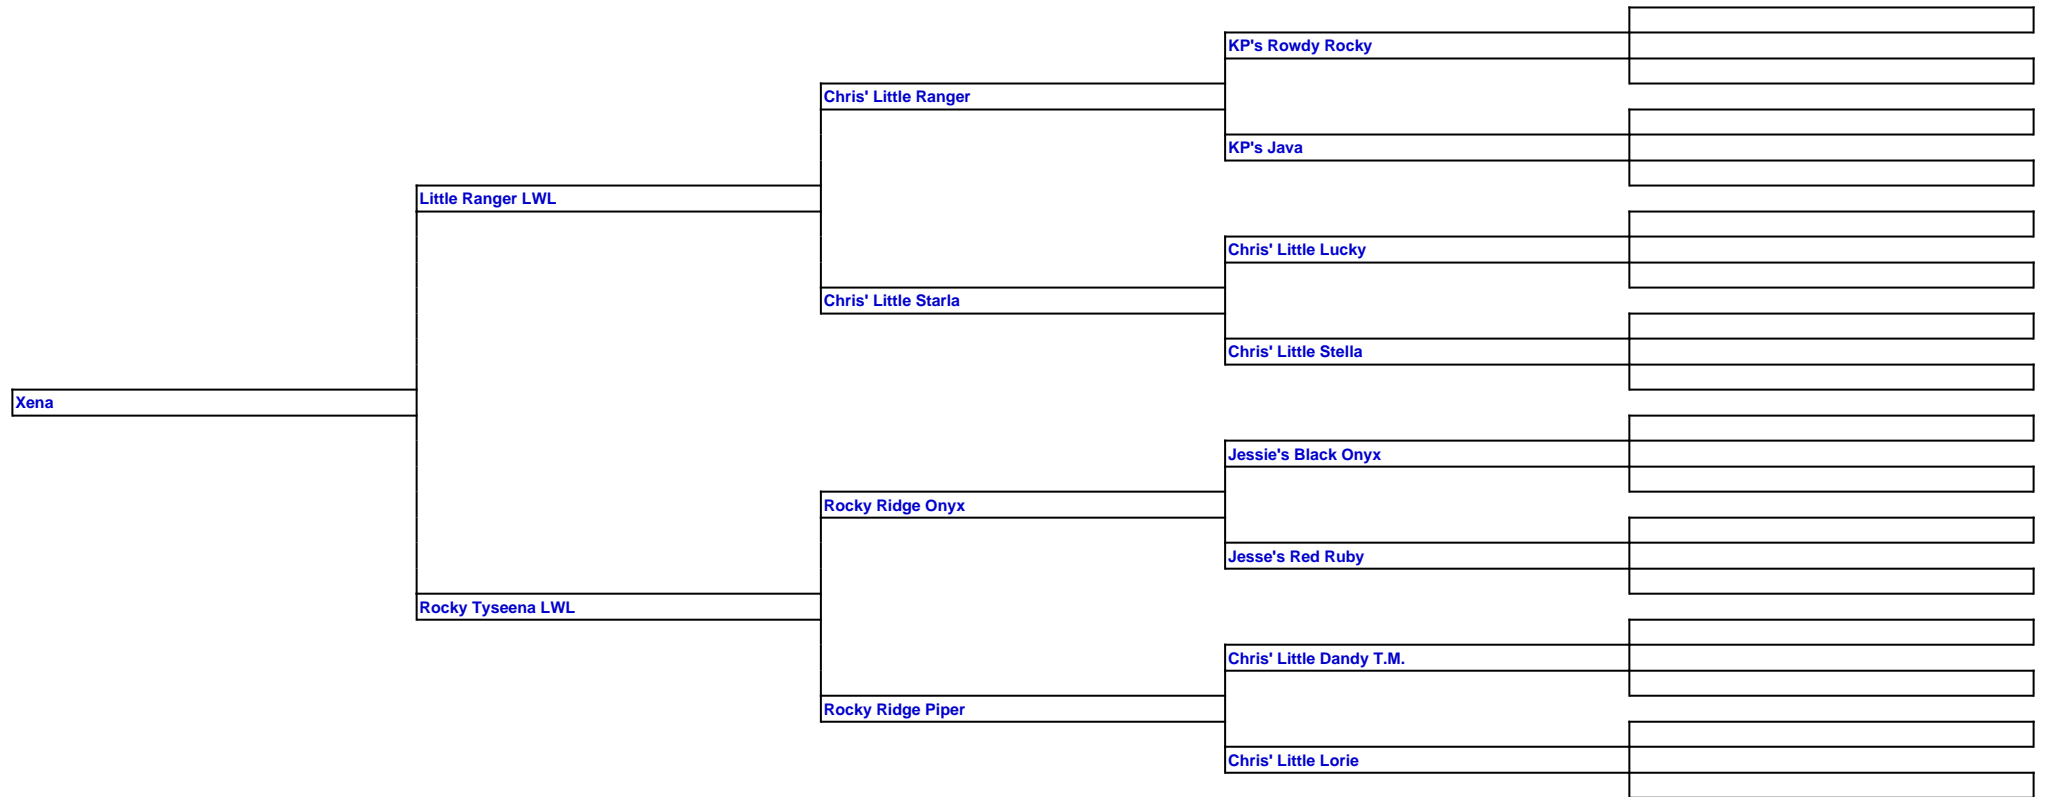 KP's Rowdy Rocky
Chris' Little Ranger
KP's Java
Little Ranger LWL
Chris' Little Lucky
Chris' Little Starla
Chris' Little Stella
Xena
Jessie's Black Onyx
Rocky Ridge Onyx
Jesse's Red Ruby
Rocky Tyseena LWL
Chris' Little Dandy T.M.
Rocky Ridge Piper
Chris' Little Lorie